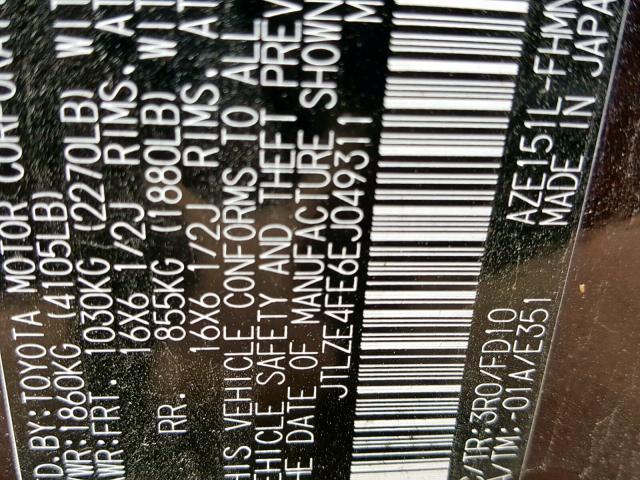 MOTOR CORPORAT
D.BY:TOYOTA
WR:1860KG (4105LB)
WR:FRT. 1030KG (2270LB) WIT
16X6 1/2J RIMS. AT
RR. 855KG (1880LB) WIT
16X6 1/2J RIMS. AT
HIS VEHICLE CONFORMS TO ALL
EHICLE SAFETY AND THEFT PREV
HE DATE OF MANUFACTURE SHOWN
JTLZE4FE6EJ049311
M
C/TR:3R0/FD10
A/TM:-01A/E351
AZE151L-FHMN
MADE IN JAPAN